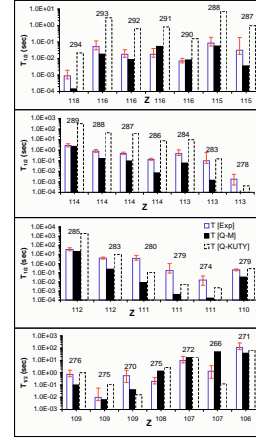 T1/2 (sec)
1.0E+01
1.0E+00
1.0E-01
1.0E-02
1.0E-03
1.0E-04
294 293 292 291 290 288 287
118 116 116 116 116 115 115
Z
T1/2 (sec)
1.0E+03
1.0E+02
1.0E+01
1.0E+00
1.0E-01
1.0E-02
1.0E-03
1.0E-04
289 288 287 286 284 283 278
114 114 114 114 113 113 113
Z
T1/2 (sec)
1.0E+04
1.0E+03
1.0E+02
1.0E+01
1.0E+00
1.0E-01
1.0E-02
1.0E-03
1.0E-04
285 283 280 279 274 279
T [Exp]
T [Q-M]
[Q-KUTY]
112 112 111 111 111 110
Z
T1/2 (sec)
1.0E+03
1.0E+02
1.0E+01
1.0E+00
1.0E-01
1.0E-02
1.0E-03
276 275 270 275 272 266 271
109 109 109 108 107 107 106
Z